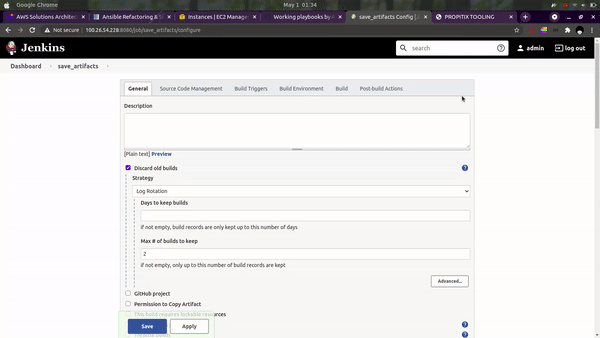 Google Chrome
May 1 01:34
AWS Solutions Archite
Ansible Refactoring & S
Instances | EC2 Manage
Working playbooks by A
save_artifacts Config [J
PROPITIX TOOLING
Not secure 100.26.54.228:8080/job/save_artifacts/configure
Jenkins
search
admin
log out
Dashboard
save_artifacts
General
Source Code Management
Build Triggers
Build Environment
Build
Post-build Actions
Description
[Plain text] Preview
Discard old builds
Strategy
Log Rotation
Days to keep builds
if not empty, build records are only kept up to this number of days
Max # of builds to keep
2
if not empty, only up to this number of build records are kept
Advanced...
GitHub project
Permission to Copy Artifact
This build requires lockable resources
Save
Apply